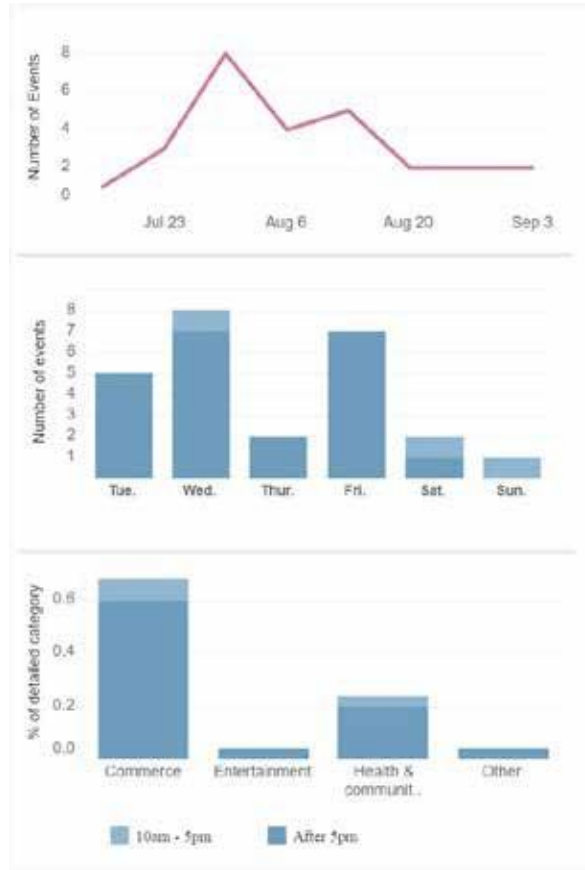 Number of Events
8
6
4
2
0
Jul 23 Aug 6 Aug 20 Sep 3
Number of events
8
7
6
5
4
3
2
1
Tue. Wed. Thur. Fri. Sat. Sun.
% of detailed category
0.6
0.4
0.2
0.0
Commerce Entertainment Health & Other
communit..
10am - 5pm After 5pm